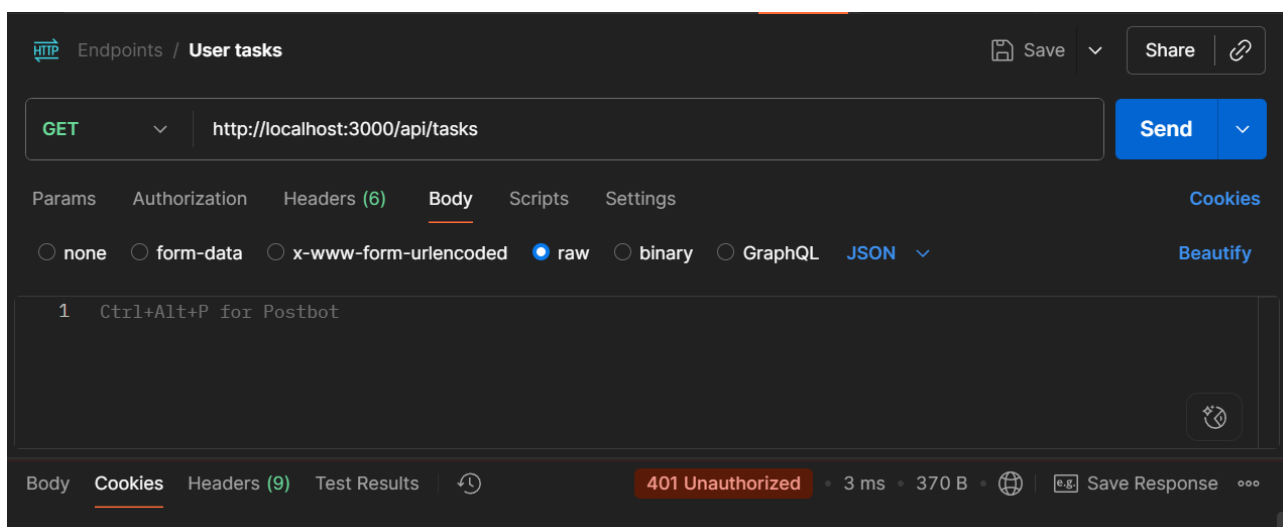 HTTP Endpoints / User tasks Save Share
GET http://localhost:3000/api/tasks Send
Params Authorization Headers (6) Body Scripts Settings Cookies
none form-data x-www-form-urlencoded raw binary GraphQL JSON Beautify
1 Ctrl+Alt+P for Postbot
Body Cookies Headers (9) Test Results 401 Unauthorized • 3 ms • 370 B • e.g. Save Response